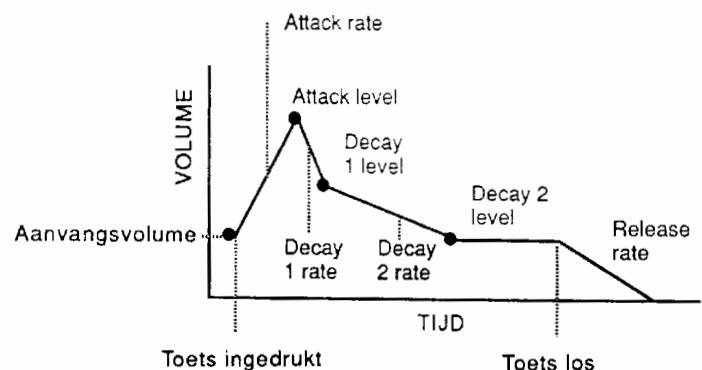 Attack rate
VOLUME
Attack level
Decay
1 level
Decay 2
level
Aanvangsvolume
Decay
1 rate
Decay
2 rate
Release
rate
TIJD
Toets ingedrukt
Toets los